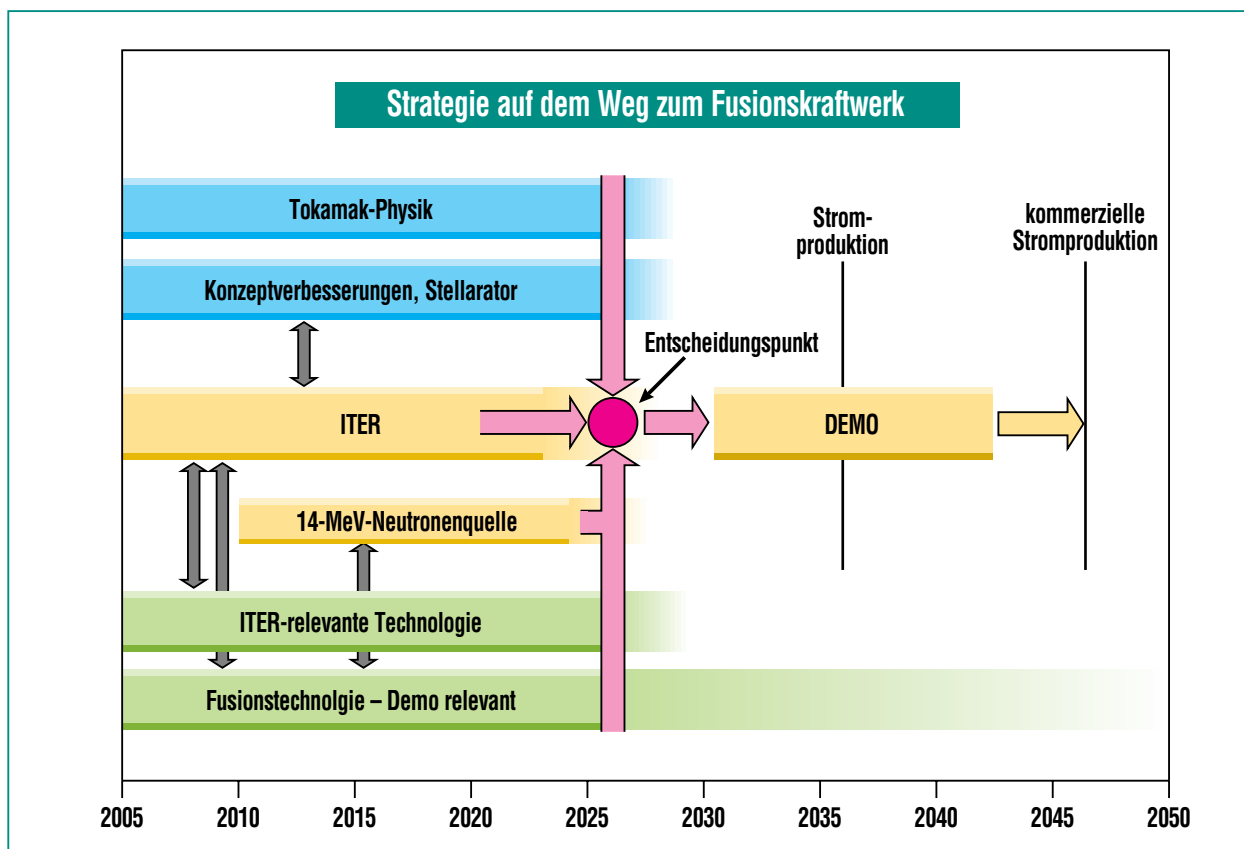 Strategie auf dem Weg zum Fusionskraftwerk
Tokamak-Physik
Strom-
produktion
kommerzielle
Stromproduktion
Konzeptverbesserungen, Stellarator
Entscheidungspunkt
ITER
DEMO
14-MeV-Neutronenquelle
ITER-relevante Technologie
Fusionstechnolgie – Demo relevant
2005 2010 2015 2020 2025 2030 2035 2040 2045 2050